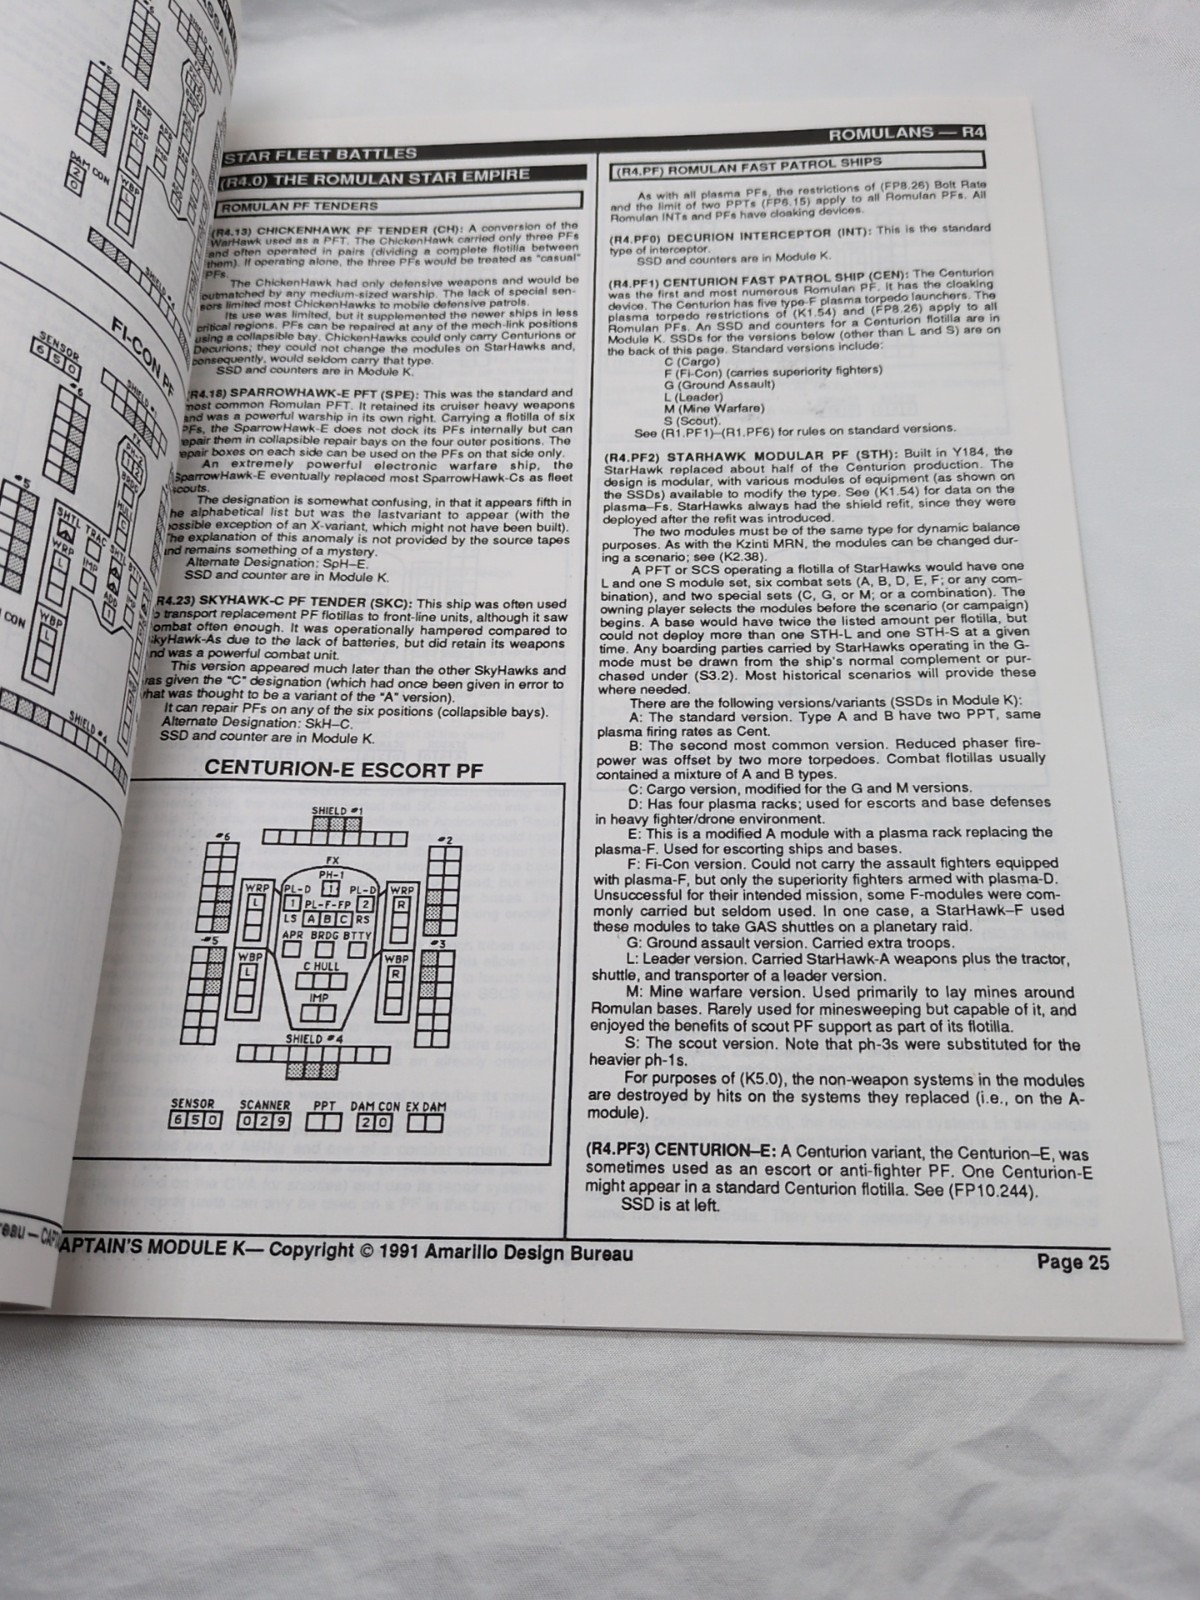 STAR FLEET BATTLES
ROMULANS — R4
(R4.0) THE ROMULAN STAR EMPIRE
ROMULAN PF TENDERS
(R4.13) CHICKENHAWK PF TENDER (CH): A conversion of the
WarHawk used as a PFT. The ChickenHawk carried only three PFs
and often operated in pairs (dividing a complete flotilla between
them). If operating alone, the three PFs would be treated as "casual"
PFs.
The ChickenHawk had only defensive weapons and would be
outmatched by any medium-sized warship. The lack of special sen-
sors limited most ChickenHawks to mobile defensive patrols.
Its use was limited, but it supplemented the newer ships in less
critical regions. PFs can be repaired at any of the mech-link positions
using a collapsible bay. ChickenHawks could only carry Centurions or
Decurions; they could not change the modules on StarHawks and,
consequently, would seldom carry that type.
SSD and counters are in Module K.
(R4.18) SPARROWHAWK-E PFT (SPE): This was the standard and
most common Romulan PFT. It retained its cruiser heavy weapons
and was a powerful warship in its own right. Carrying a flotilla of six
PFs, the SparrowHawk-E does not dock its PFs internally but can
repair them in collapsible repair bays on the four outer positions. The
repair boxes on each side can be used on the PFs on that side only.
An extremely powerful electronic warfare ship, the
SparrowHawk-E eventually replaced most SparrowHawk-Cs as fleet
scouts.
The designation is somewhat confusing, in that it appears fifth in
he alphabetical list but was the lastvariant to appear (with the
possible exception of an X-variant, which might not have been built).
The explanation of this anomaly is not provided by the source tapes
and remains something of a mystery.
Alternate Designation: SpH–E.
SSD and counter are in Module K.
R4.23) SKYHAWK-C PF TENDER (SKC): This ship was often used
o transport replacement PF flotillas to front-line units, although it saw
ombat often enough. It was operationally hampered compared to
kyHawk-As due to the lack of batteries, but did retain its weapons
nd was a powerful combat unit.
This version appeared much later than the other SkyHawks and
as given the "C" designation (which had once been given in error to
hat was thought to be a variant of the "A" version).
It can repair PFs on any of the six positions (collapsible bays).
Alternate Designation: SkH–C.
SSD and counter are in Module K.
CENTURION-E ESCORT PF
SHIELD #1
#6
#2
FX
PH-1
1
WRP
L
PL-D
1
PL-F-FP
PL-D
2
WRP
R
LS
A B C
RS
APR BRDG BTTY
#5
#3
WBP
L
C HULL
WBP
R
IMP
SHIELD #4
SENSOR SCANNER PPT DAM CON EX DAM
6 5 0
0 2 9
2 0
(R4.PF) ROMULAN FAST PATROL SHIPS
As with all plasma PFs, the restrictions of (FP8.26) Bolt Rate
and the limit of two PPTs (FP6.15) apply to all Romulan PFs. All
Romulan INTs and PFs have cloaking devices.
(R4.PF0) DECURION INTERCEPTOR (INT): This is the standard
type of interceptor.
SSD and counters are in Module K.
(R4.PF1) CENTURION FAST PATROL SHIP (CEN): The Centurion
was the first and most numerous Romulan PF. It has the cloaking
device. The Centurion has five type-F plasma torpedo launchers. The
plasma torpedo restrictions of (K1.54) and (FP8.26) apply to all
Romulan PFs. An SSD and counters for a Centurion flotilla are in
Module K. SSDs for the versions below (other than L and S) are on
the back of this page. Standard versions include:
C (Cargo)
F (Fi-Con) (carries superiority fighters)
G (Ground Assault)
L (Leader)
M (Mine Warfare)
S (Scout).
See (R1.PF1)–(R1.PF6) for rules on standard versions.
(R4.PF2) STARHAWK MODULAR PF (STH): Built in Y184, the
StarHawk replaced about half of the Centurion production. The
design is modular, with various modules of equipment (as shown on
the SSDs) available to modify the type. See (K1.54) for data on the
plasma–Fs. StarHawks always had the shield refit, since they were
deployed after the refit was introduced.
The two modules must be of the same type for dynamic balance
purposes. As with the Kzinti MRN, the modules can be changed dur-
ing a scenario; see (K2.38).
A PFT or SCS operating a flotilla of StarHawks would have one
L and one S module set, six combat sets (A, B, D, E, F; or any com-
bination), and two special sets (C, G, or M; or a combination). The
owning player selects the modules before the scenario (or campaign)
begins. A base would have twice the listed amount per flotilla, but
could not deploy more than one STH-L and one STH-S at a given
time. Any boarding parties carried by StarHawks operating in the G-
mode must be drawn from the ship's normal complement or pur-
chased under (S3.2). Most historical scenarios will provide these
where needed.
There are the following versions/variants (SSDs in Module K):
A: The standard version. Type A and B have two PPT, same
plasma firing rates as Cent.
B: The second most common version. Reduced phaser fire-
power was offset by two more torpedoes. Combat flotillas usually
contained a mixture of A and B types.
C: Cargo version, modified for the G and M versions.
D: Has four plasma racks; used for escorts and base defenses
in heavy fighter/drone environment.
E: This is a modified A module with a plasma rack replacing the
plasma-F. Used for escorting ships and bases.
F: Fi-Con version. Could not carry the assault fighters equipped
with plasma-F, but only the superiority fighters armed with plasma-D.
Unsuccessful for their intended mission, some F-modules were com-
monly carried but seldom used. In one case, a StarHawk–F used
these modules to take GAS shuttles on a planetary raid.
G: Ground assault version. Carried extra troops.
L: Leader version. Carried StarHawk-A weapons plus the tractor,
shuttle, and transporter of a leader version.
M: Mine warfare version. Used primarily to lay mines around
Romulan bases. Rarely used for minesweeping but capable of it, and
enjoyed the benefits of scout PF support as part of its flotilla.
S: The scout version. Note that ph-3s were substituted for the
heavier ph-1s.
For purposes of (K5.0), the non-weapon systems in the modules
are destroyed by hits on the systems they replaced (i.e., on the A-
module).
(R4.PF3) CENTURION–E: A Centurion variant, the Centurion–E, was
sometimes used as an escort or anti-fighter PF. One Centurion-E
might appear in a standard Centurion flotilla. See (FP10.244).
SSD is at left.
APTAIN'S MODULE K— Copyright © 1991 Amarillo Design Bureau
Page 25
DAM CON
2 0
FI-CON PF
SENSOR
6 5 0
SHIELD #4